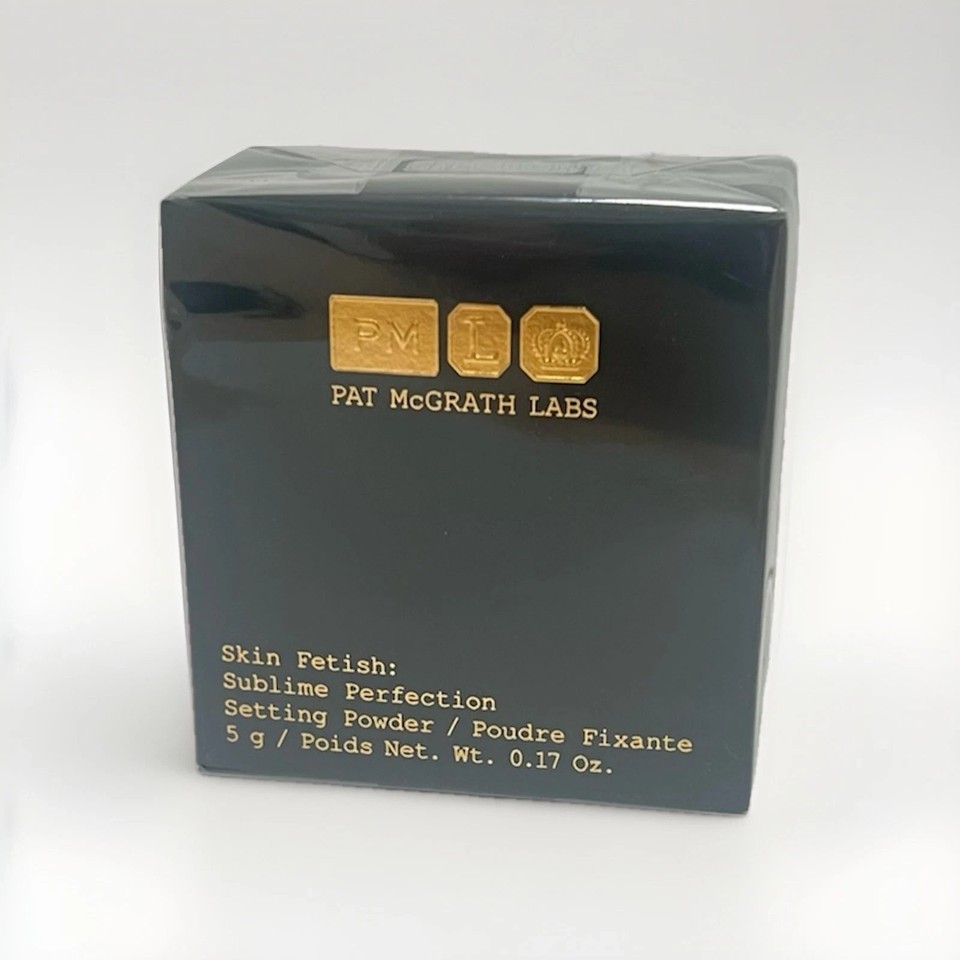 PM L
PAT McGRATH LABS
Skin Fetish:
Sublime Perfection
Setting Powder / Poudre Fixante
5 g / Poids Net. Wt. 0.17 Oz.